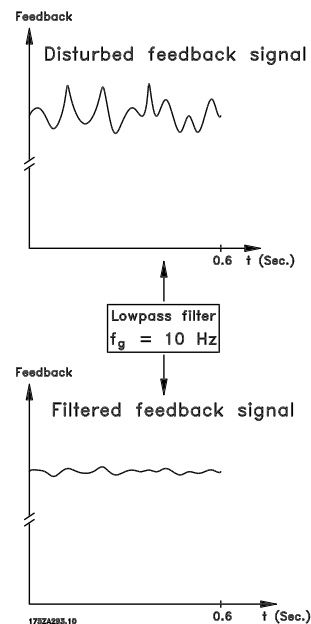 Feedback
Disturbed feedback signal
0.6 t (Sec.)
Lowpass filter
fg = 10 Hz
Feedback
Filtered feedback signal
0.6 t (Sec.)
175ZA293.10